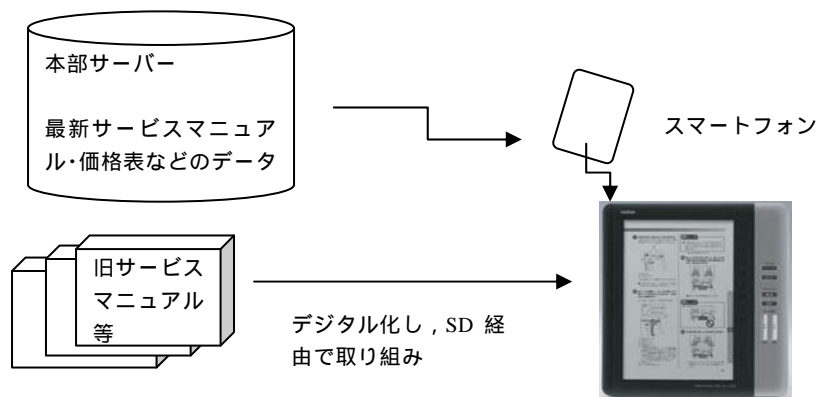 本部サーバー
最新サービスマニュア
ル・価格表などのデータ
スマートフォン
旧サービス
マニュアル
等
デジタル化し，SD 経
由で取り組み
brother